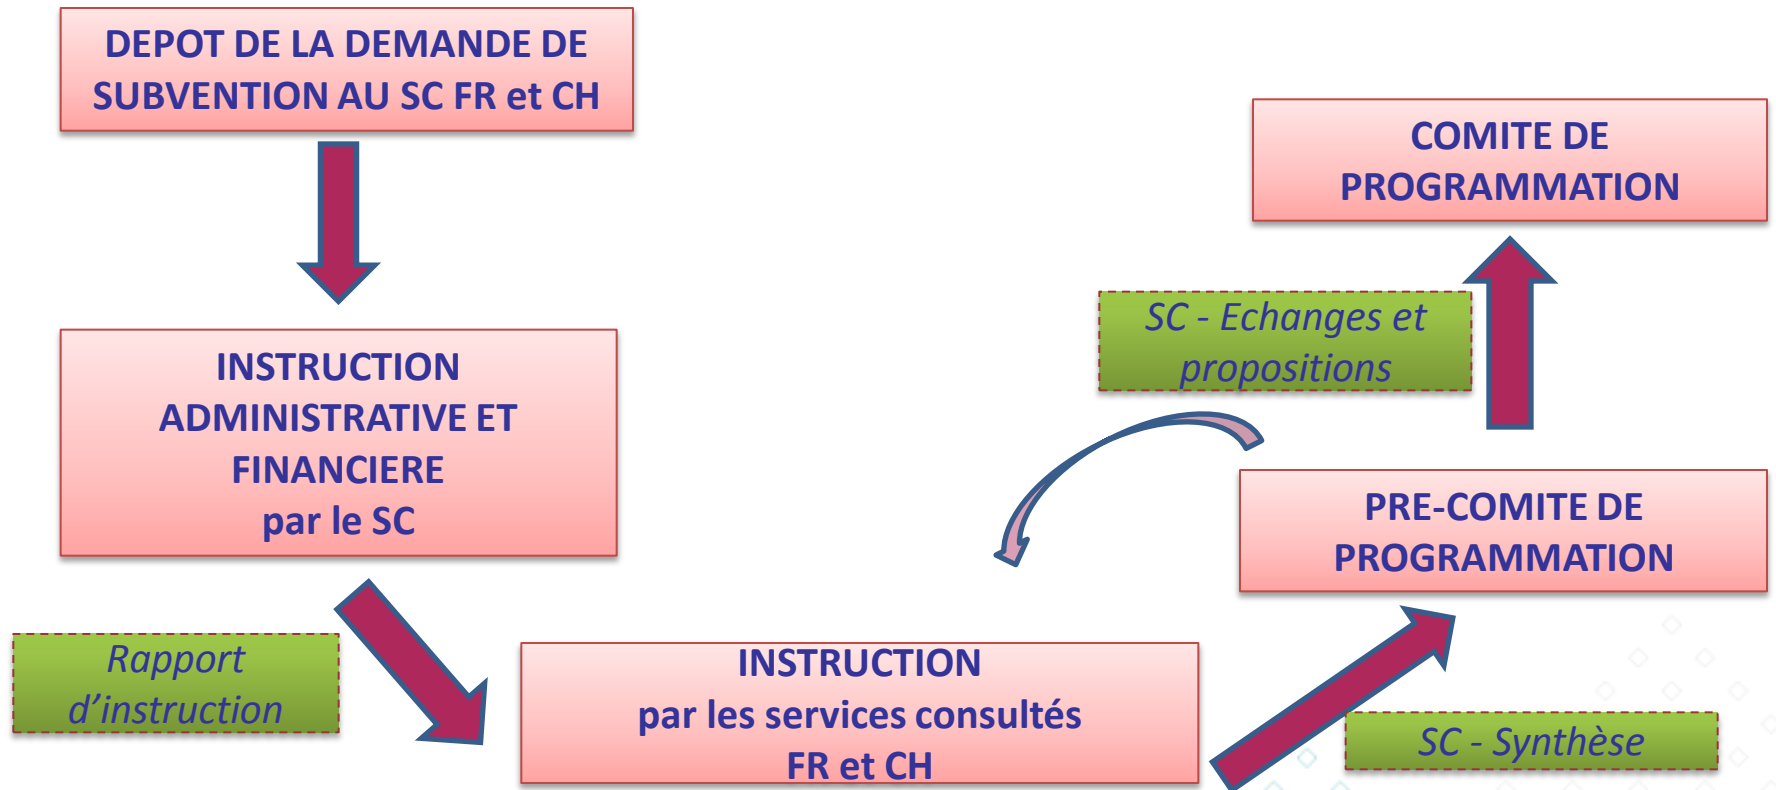 DEPOT DE LA DEMANDE DE
SUBVENTION AU SC FR et CH
INSTRUCTION
ADMINISTRATIVE ET
FINANCIERE
par le SC
Rapport
d’instruction
INSTRUCTION
par les services consultés
FR et CH
SC - Synthèse
PRE-COMITE DE
PROGRAMMATION
SC - Echanges et
propositions
COMITE DE
PROGRAMMATION